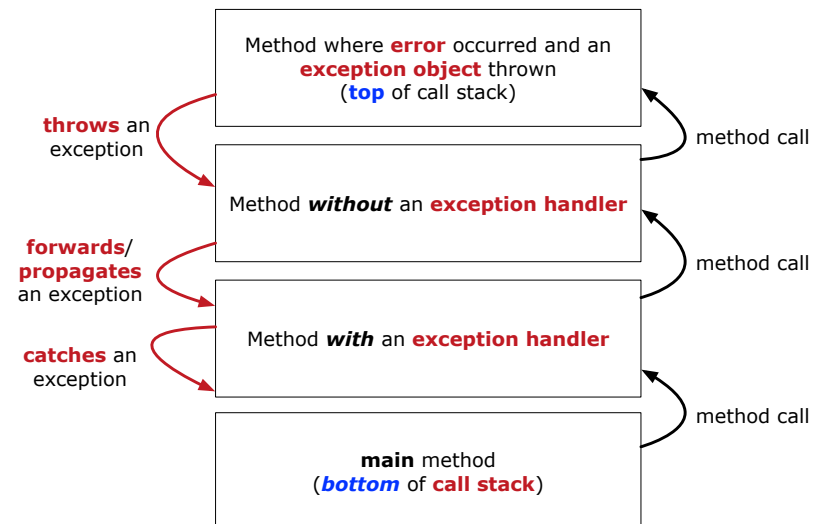 Method where error occurred and an
exception object thrown
(top of call stack)
throws an
exception
method call
Method without an exception handler
forwards/
propagates
an exception
method call
Method with an exception handler
catches an
exception
method call
main method
(bottom of call stack)